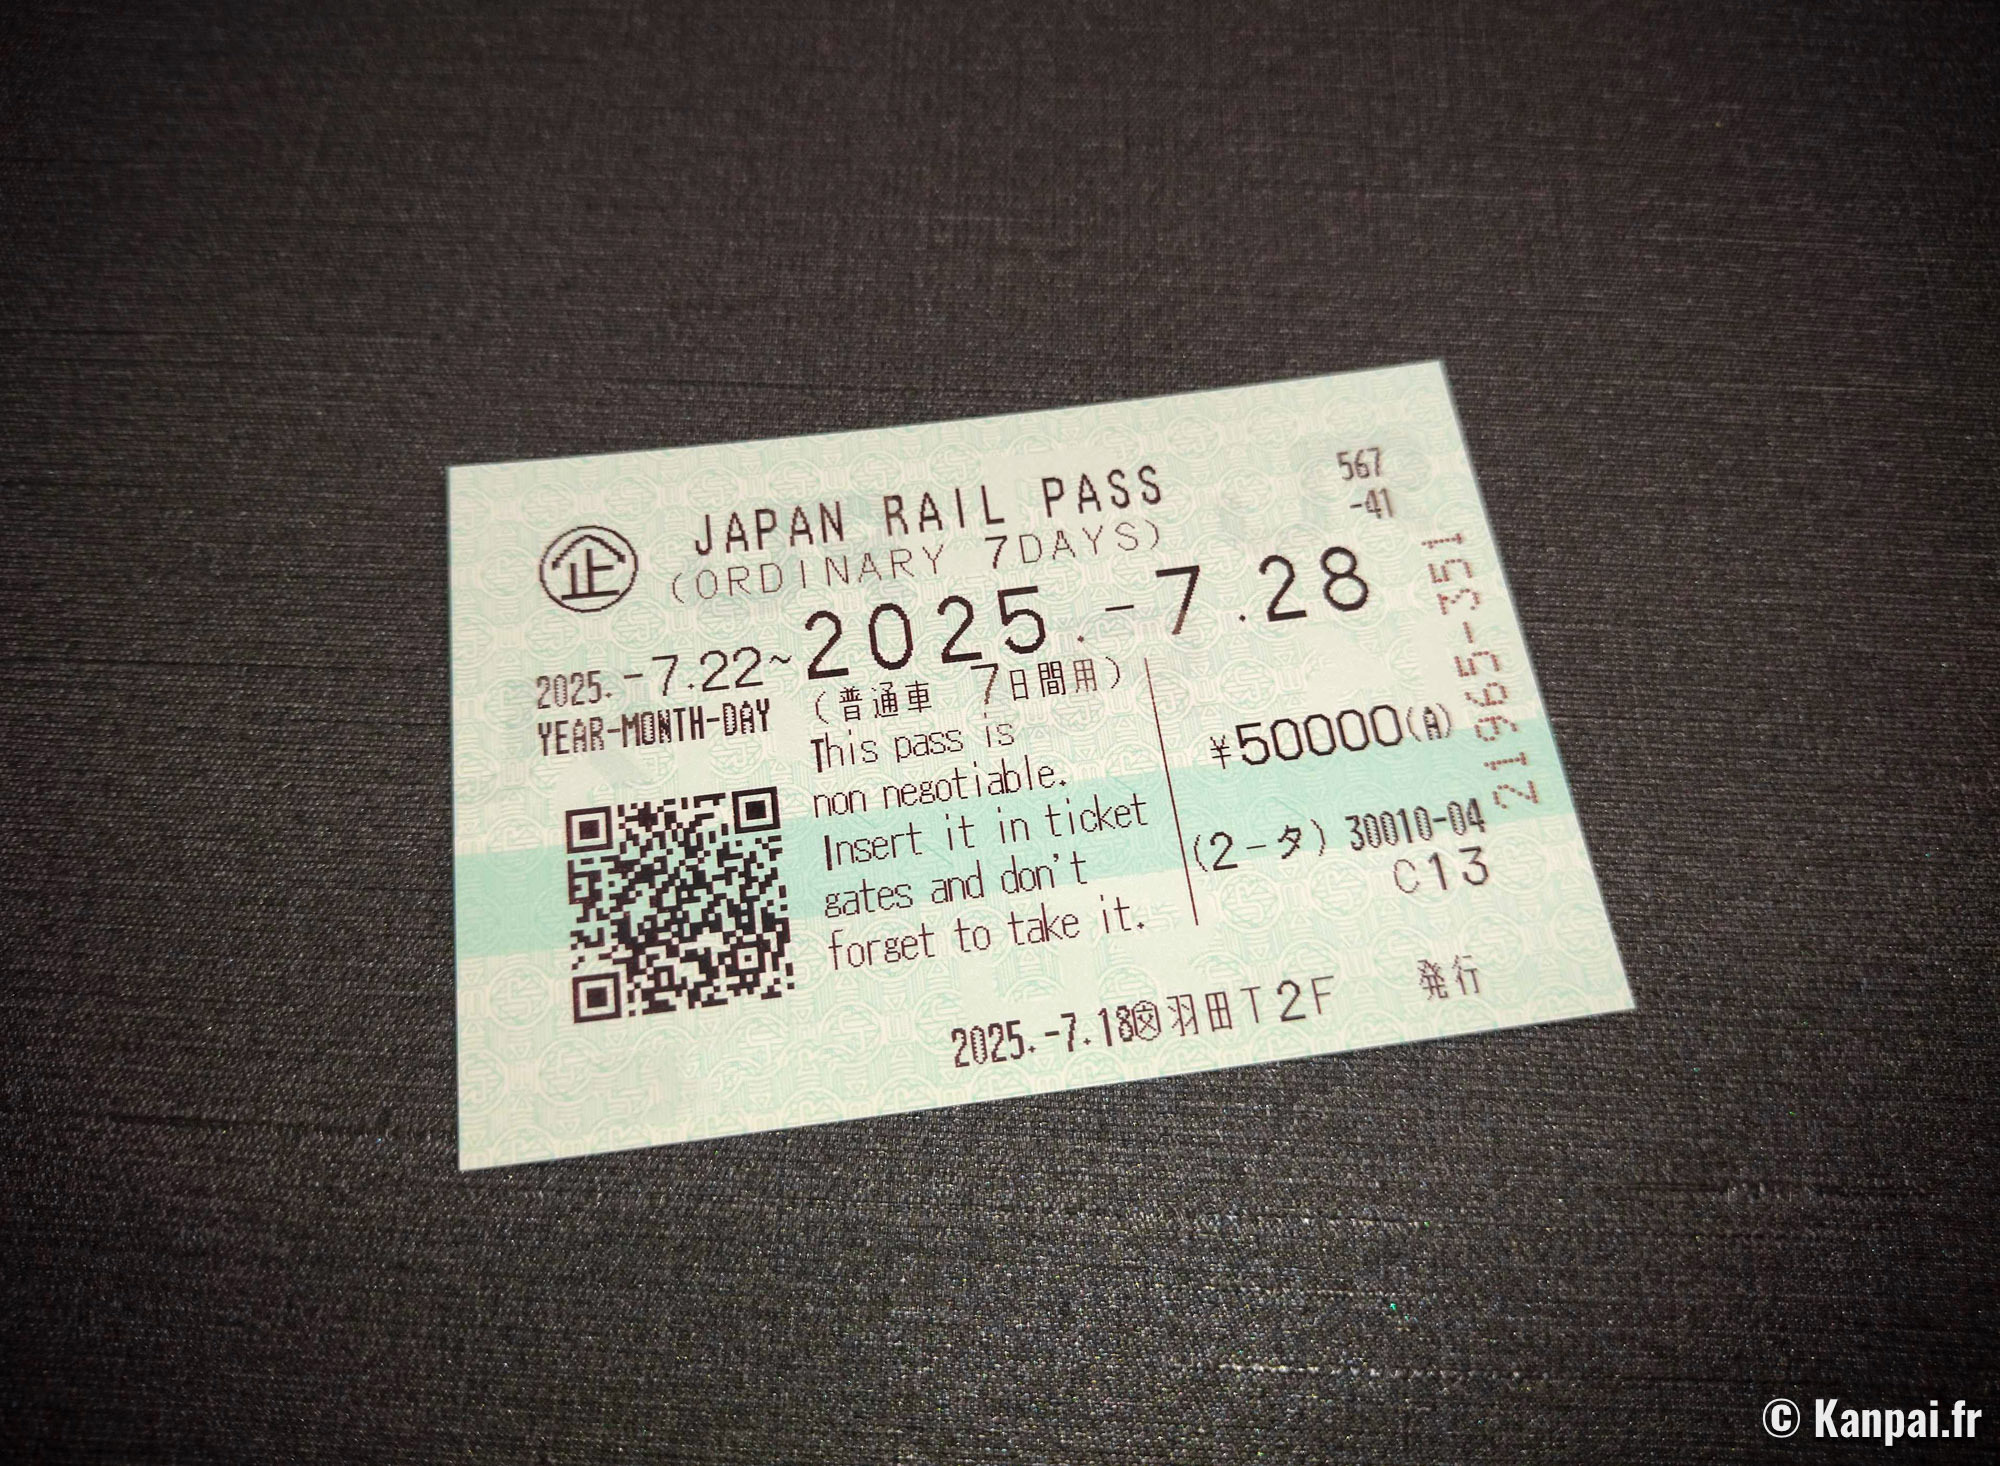 567
-41
JAPAN RAIL PASS
(ORDINARY 7DAYS)
企
2025.-7.22~2025.-7.28
YEAR-MONTH-DAY
(普通車 7日間用)
This pass is
non negotiable.
Insert it in ticket
gates and don't
forget to take it.
¥50000(A)
(2-タ) 30010-04
C13
21965-351
2025.-7.18 羽田T2F 発行
© Kanpai.fr